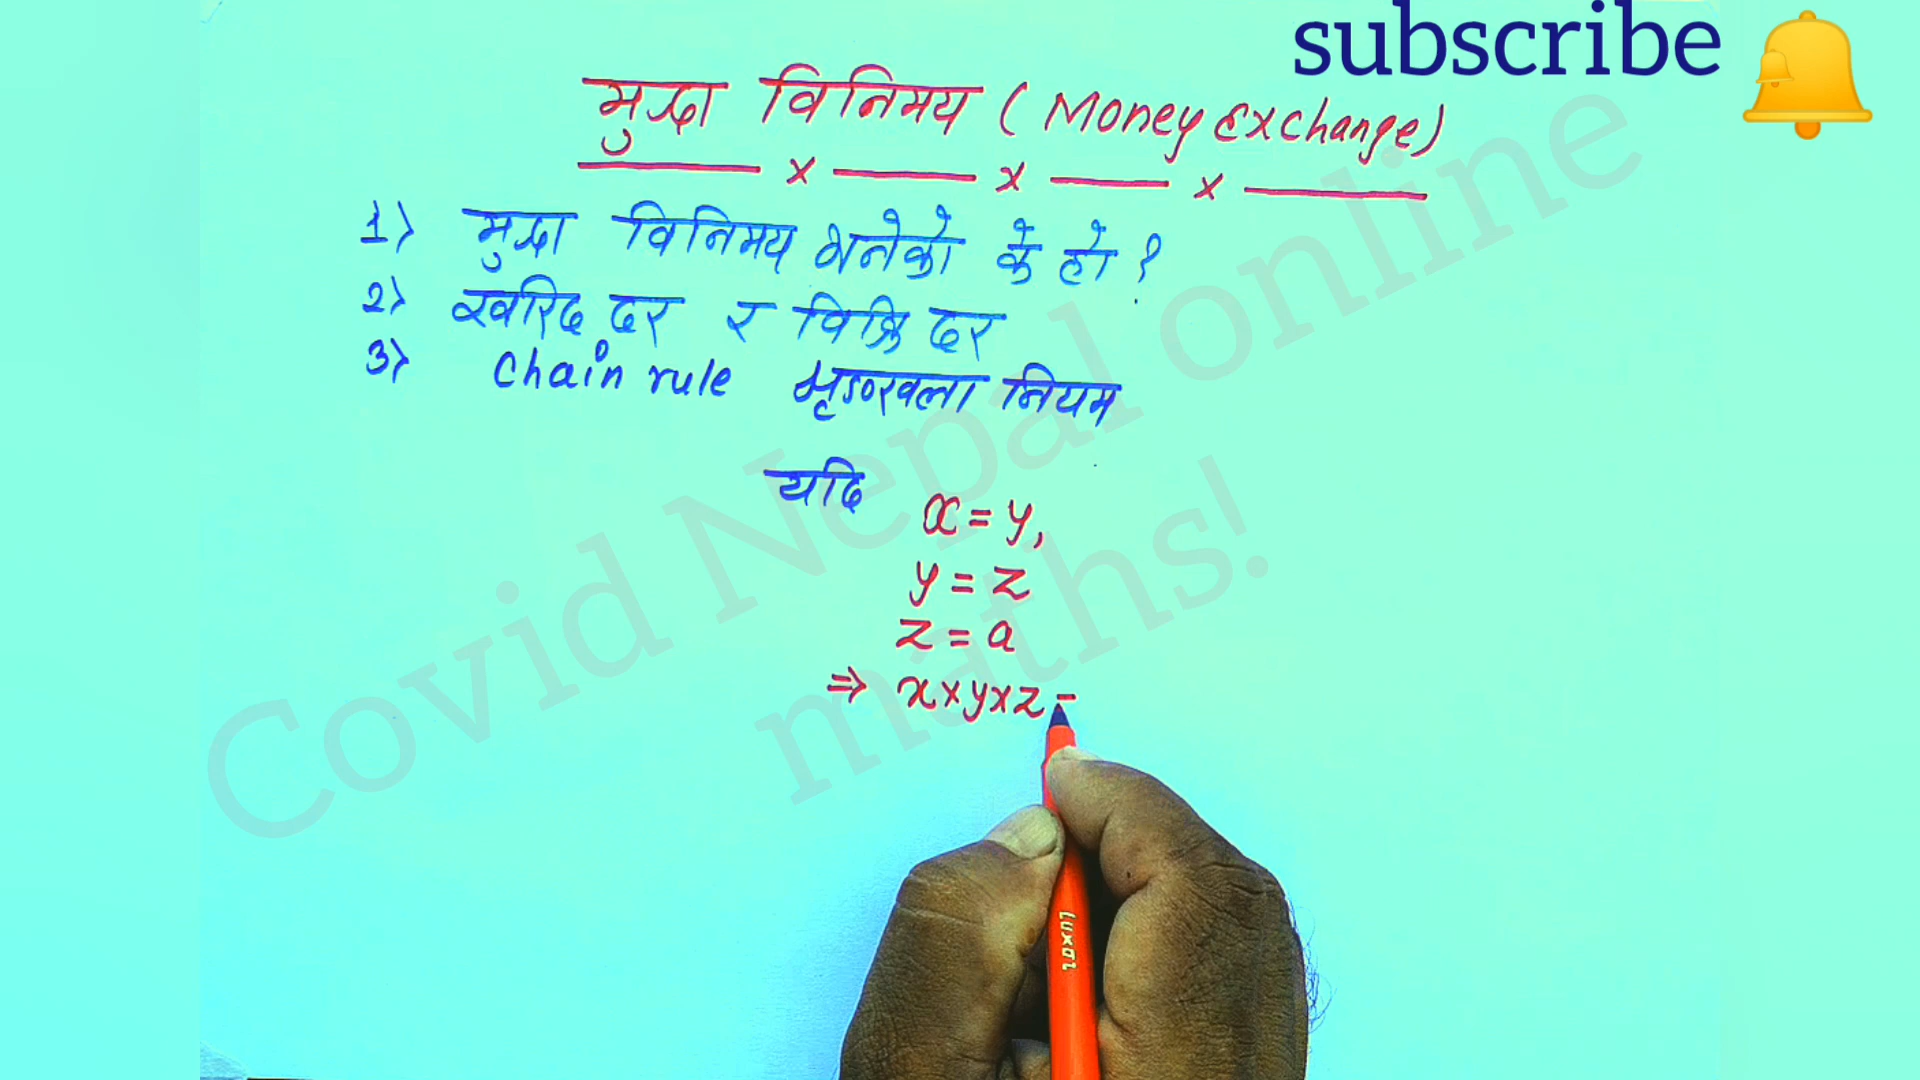 subscribe
मुद्रा विनिमय ( Money Exchange)
x x x
1) मुद्रा विनिमय भनेको के हो ?
2) खरिद दर र विक्रि दर
3) Chain rule शृङ्खला नियम
यदि
x = y,
y = z
z = a
⇒ x × y × z =
Covid Nepal online
maths!
luxor